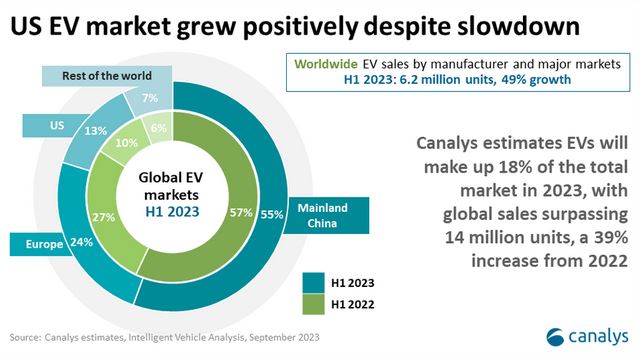 US EV market grew positively despite slowdown
Worldwide EV sales by manufacturer and major markets
H1 2023: 6.2 million units, 49% growth
Rest of the world
7%
6%
US
13%
10%
Global EV
markets
H1 2023
57%
55%
Mainland
China
27%
Europe
24%
Canalys estimates EVs will
make up 18% of the total
market in 2023, with
global sales surpassing
14 million units, a 39%
increase from 2022
H1 2023
H1 2022
Source: Canalys estimates, Intelligent Vehicle Analysis, September 2023
canalys